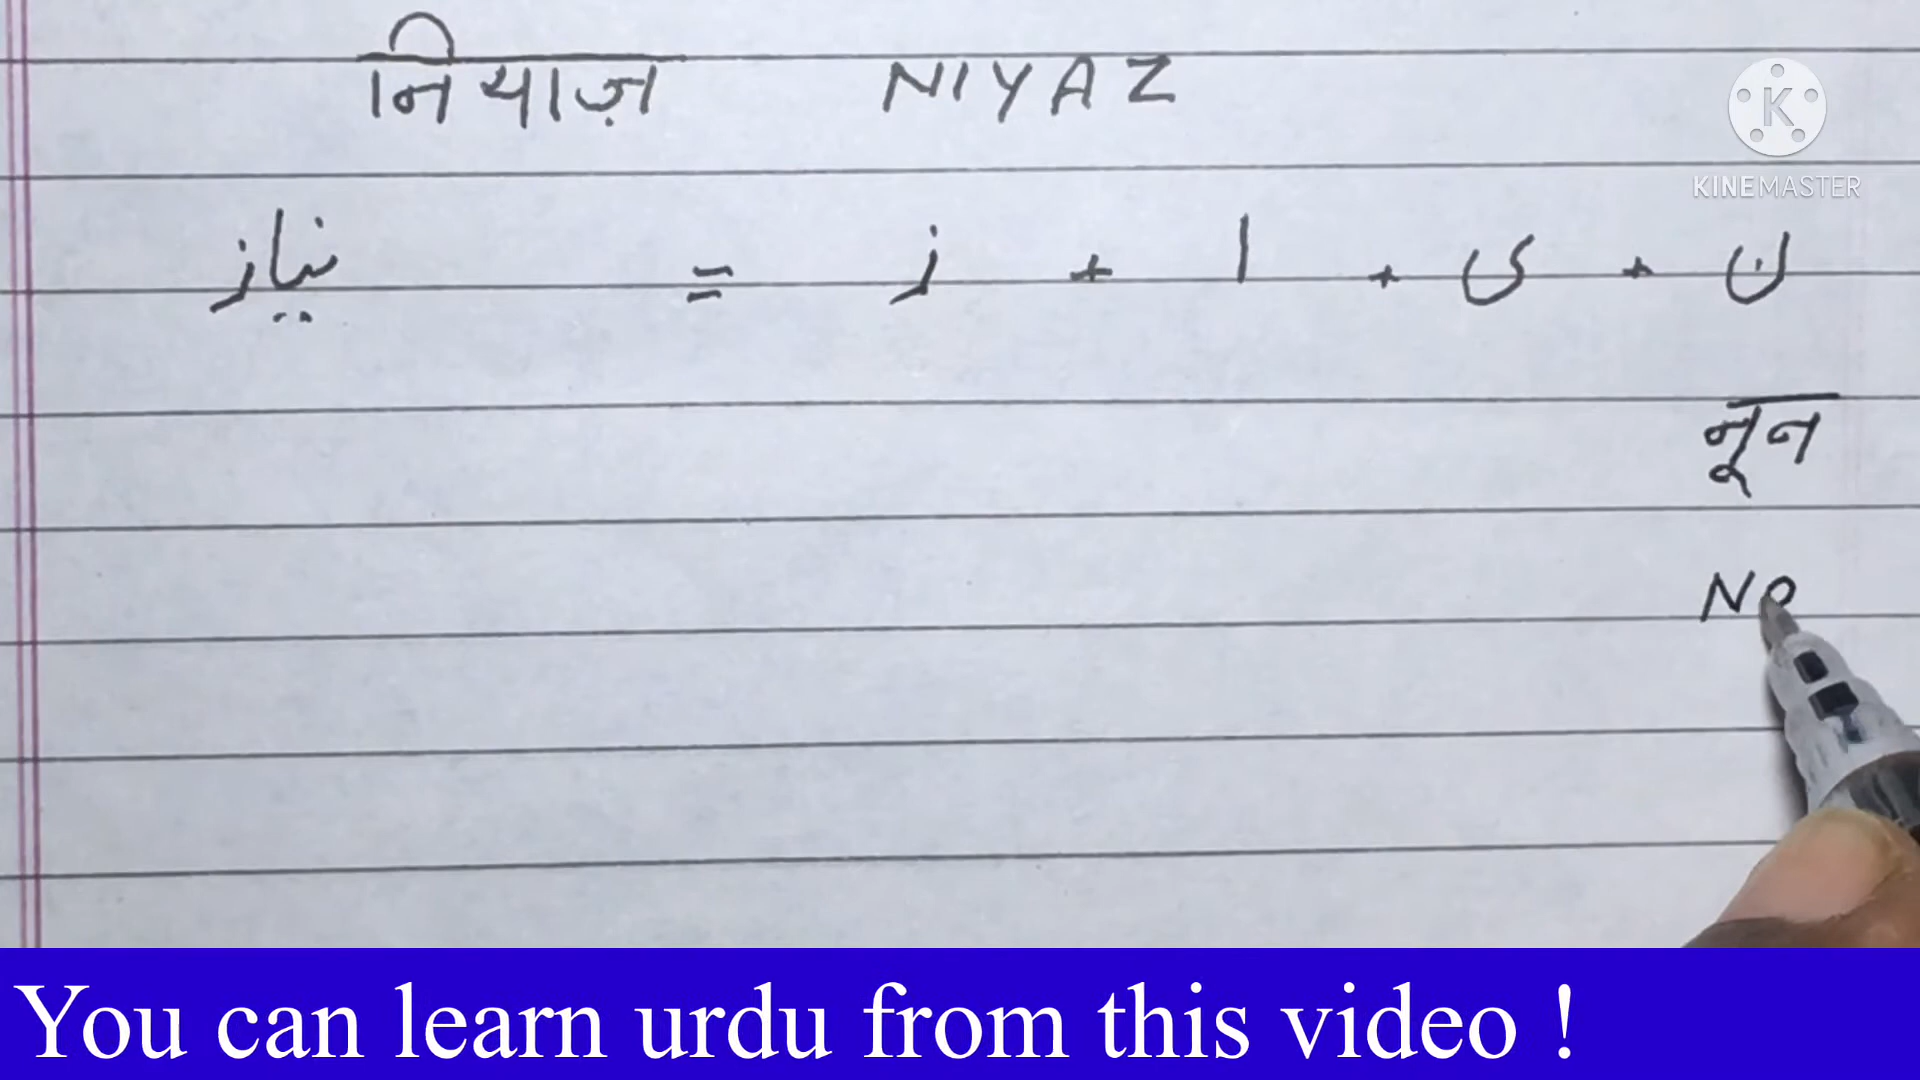 नियाज़ NIYAZ
K
KINEMASTER
ن + ی + ا + ز = نیاز
नून
NO
You can learn urdu from this video !